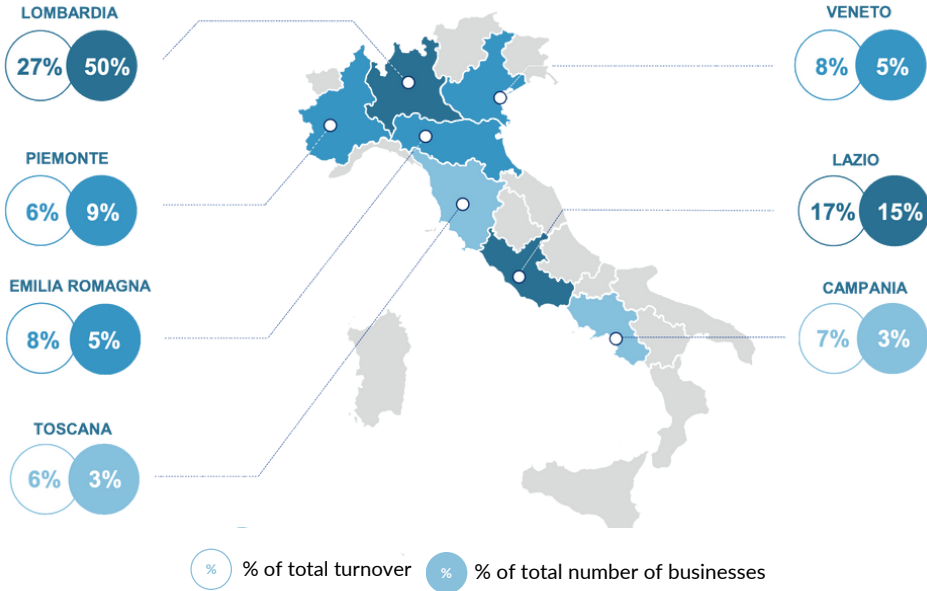 LOMBARDIA
27% 50%
PIEMONTE
6% 9%
EMILIA ROMAGNA
8% 5%
TOSCANA
6% 3%
VENETO
8% 5%
LAZIO
17% 15%
CAMPANIA
7% 3%
% % of total turnover
% % of total number of businesses